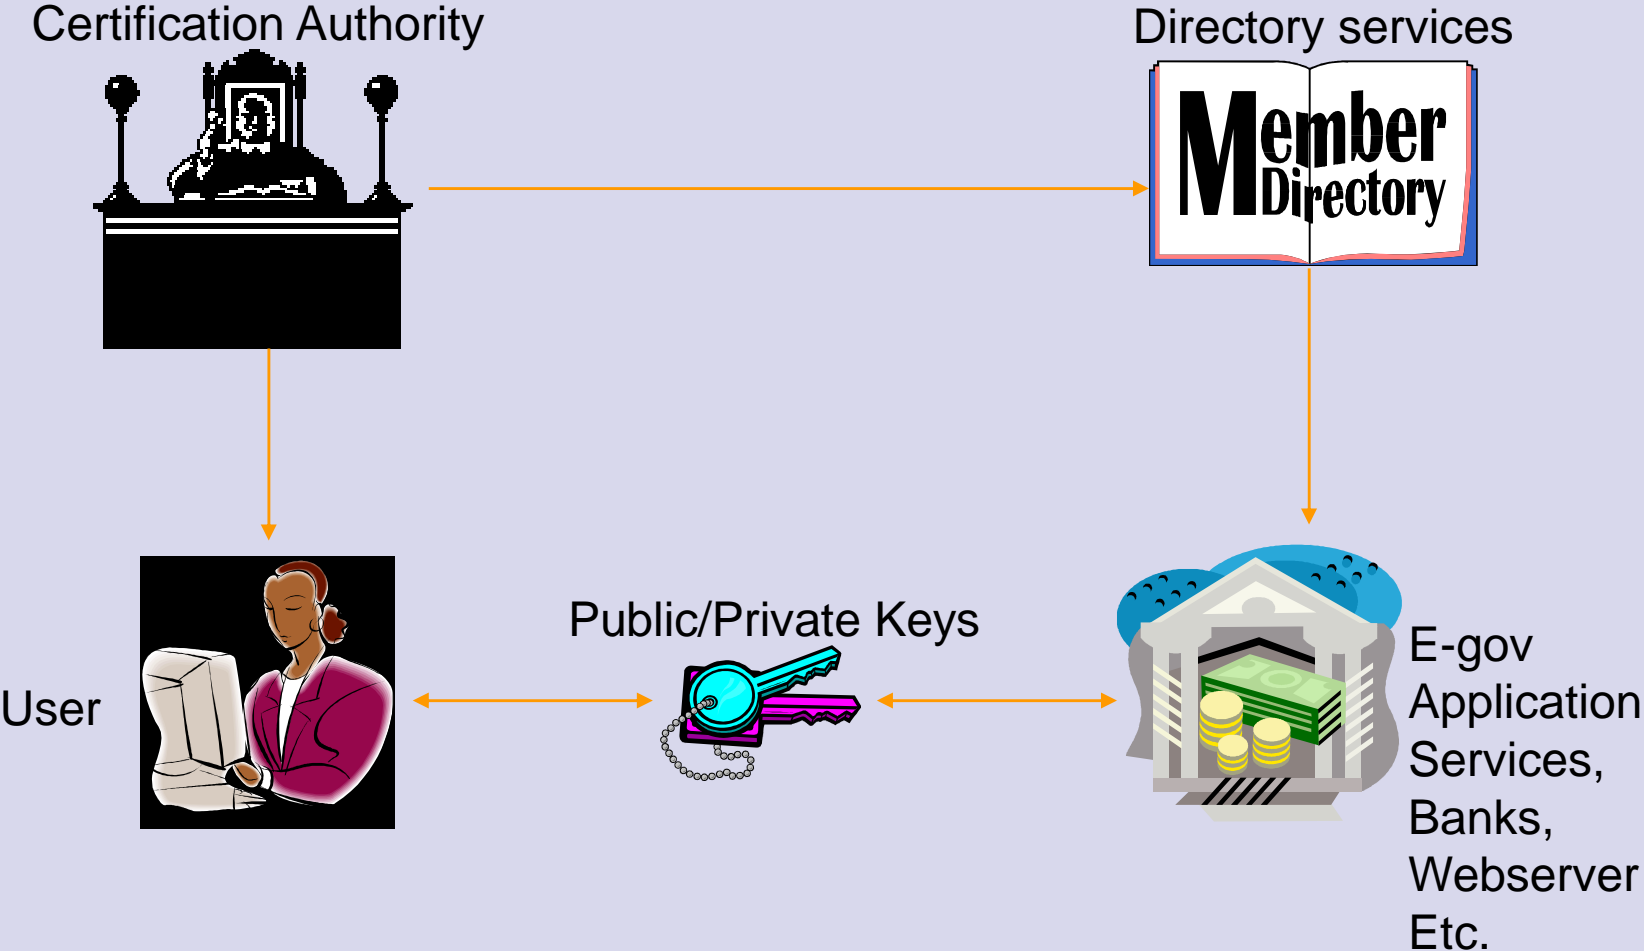 Certification Authority
Directory services
Member
Directory
Public/Private Keys
User
E-gov
Application
Services,
Banks,
Webserver
Etc.